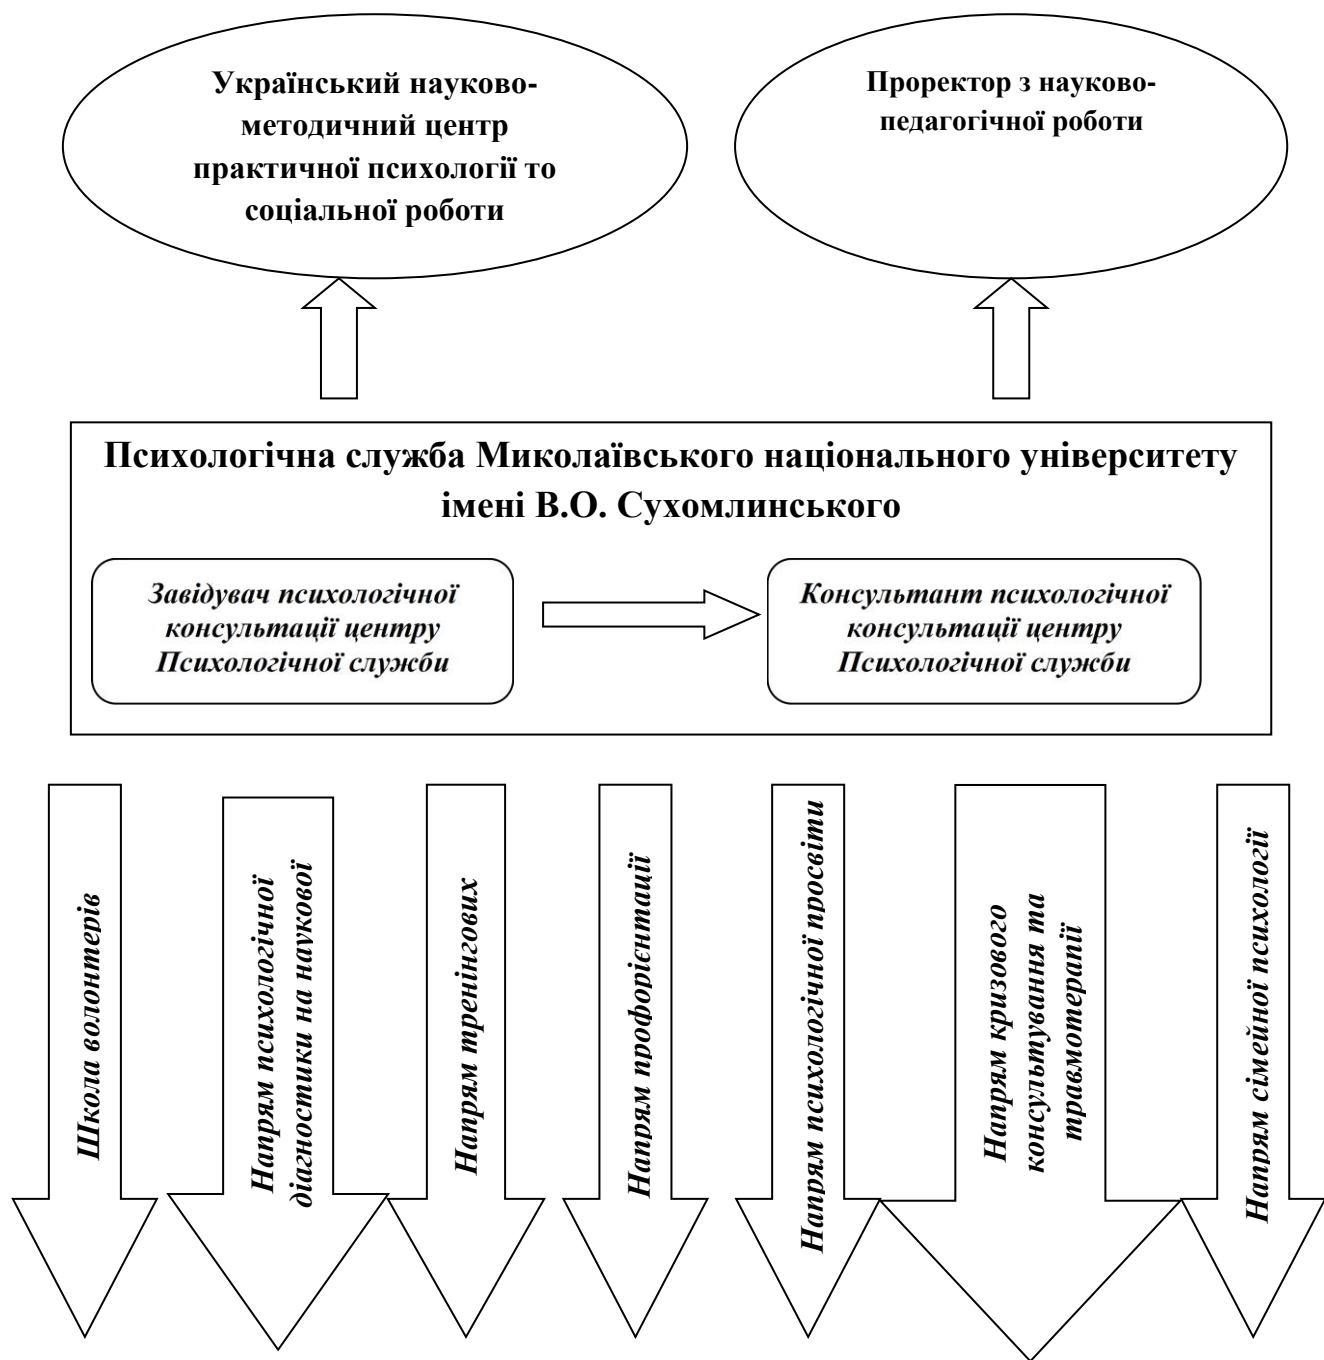 Український науково-
методичний центр
практичної психології то
соціальної роботи
Проректор з науково-
педагогічної роботи
Психологічна служба Миколаївського національного університету
імені В.О. Сухомлинського
Завідувач психологічної
консультації центру
Психологічної служби
Консультант психологічної
консультації центру
Психологічної служби
Школа волонтерів
Напрям психологічної
діагностики на наукової
Напрям тренінгових
Напрям профорієнтації
Напрям психологічної просвіти
Напрям кризового
консультування та
травмотерапії
Напрям сімейної психології